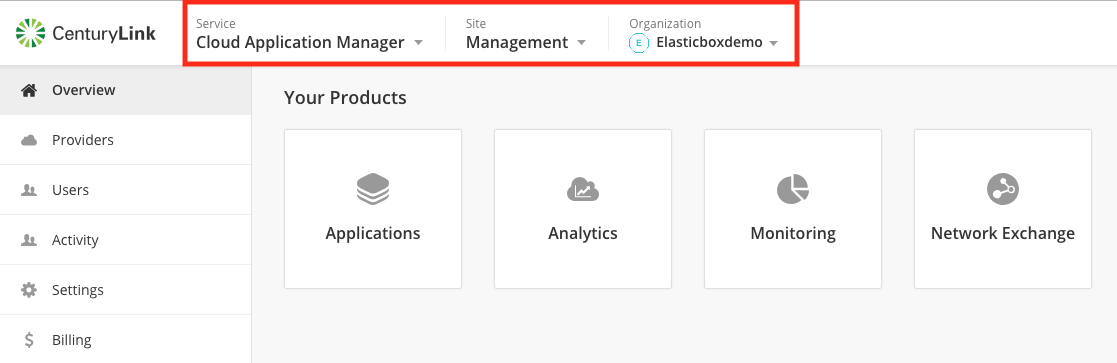 CenturyLink
Service
Cloud Application Manager
Site
Management
Organization
E Elasticboxdemo
Overview
Providers
Users
Activity
Settings
$ Billing
Your Products
Applications
Analytics
Monitoring
Network Exchange